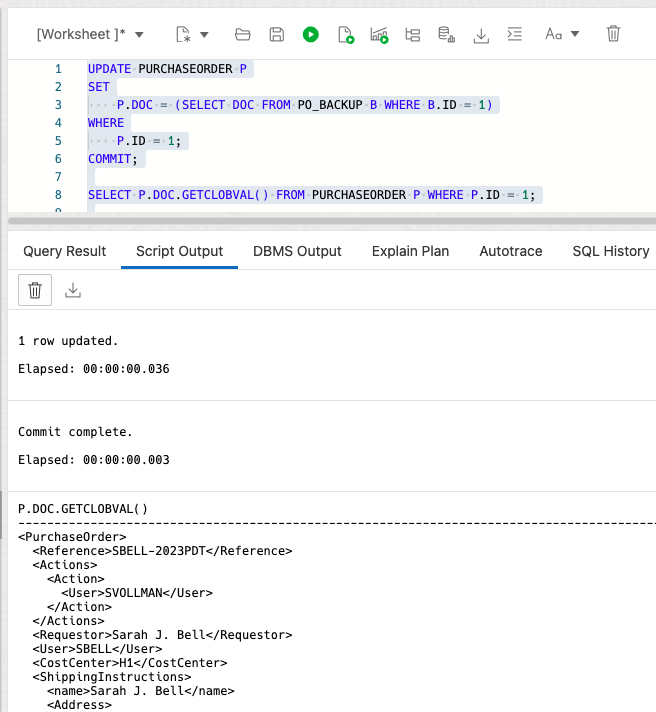 [Worksheet ]*
Aa
1 UPDATE PURCHASEORDER P
2 SET
3 P.DOC = (SELECT DOC FROM PO_BACKUP B WHERE B.ID = 1)
4 WHERE
5 P.ID = 1;
6 COMMIT;
7
8 SELECT P.DOC.GETCLOBVAL() FROM PURCHASEORDER P WHERE P.ID = 1;
Query Result Script Output DBMS Output Explain Plan Autotrace SQL History
1 row updated.
Elapsed: 00:00:00.036
Commit complete.
Elapsed: 00:00:00.003
P.DOC.GETCLOBVAL()
--------------------------------------------------------------------------------
<PurchaseOrder>
  <Reference>SBELL-2023PDT</Reference>
  <Actions>
    <Action>
      <User>SVOLLMAN</User>
    </Action>
  </Actions>
  <Requestor>Sarah J. Bell</Requestor>
  <User>SBELL</User>
  <CostCenter>H1</CostCenter>
  <ShippingInstructions>
    <name>Sarah J. Bell</name>
    <Address>